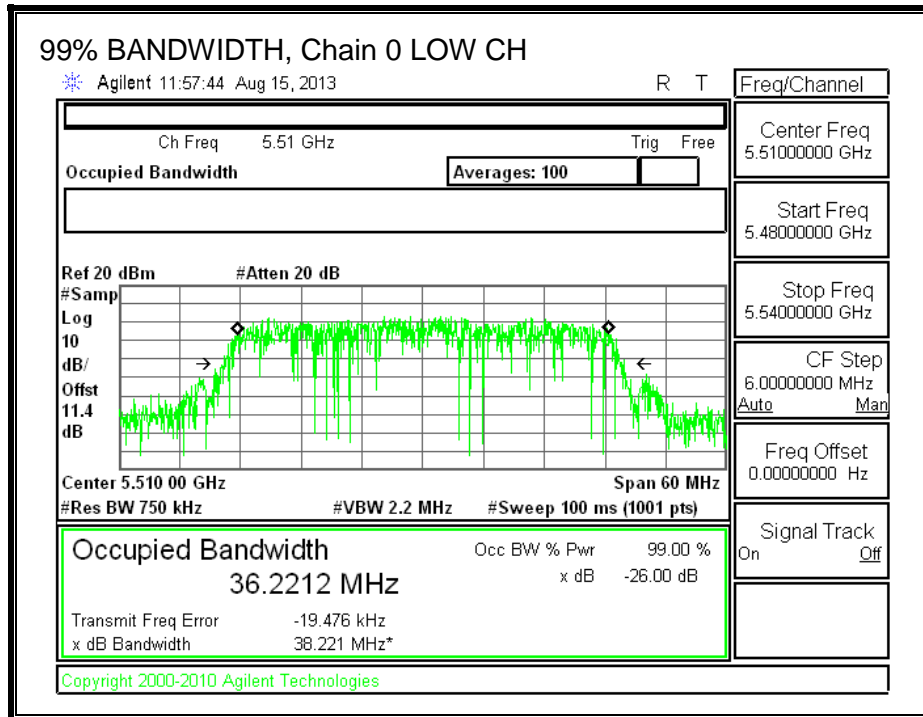 99% BANDWIDTH, Chain 0 LOW CH
Agilent 11:57:44 Aug 15, 2013 R T
Freq/Channel
Ch Freq 5.51 GHz Trig Free
Occupied Bandwidth Averages: 100
Center Freq
5.51000000 GHz
Start Freq
5.48000000 GHz
Stop Freq
5.54000000 GHz
CF Step
6.00000000 MHz
Auto Man
Freq Offset
0.00000000 Hz
Signal Track
On Off
Ref 20 dBm #Atten 20 dB
#Samp
Log
10
dB/
Offst
11.4
dB
Center 5.510 00 GHz Span 60 MHz
#Res BW 750 kHz #VBW 2.2 MHz #Sweep 100 ms (1001 pts)
Occupied Bandwidth Occ BW % Pwr 99.00 %
36.2212 MHz x dB -26.00 dB
Transmit Freq Error -19.476 kHz
x dB Bandwidth 38.221 MHz*
Copyright 2000-2010 Agilent Technologies